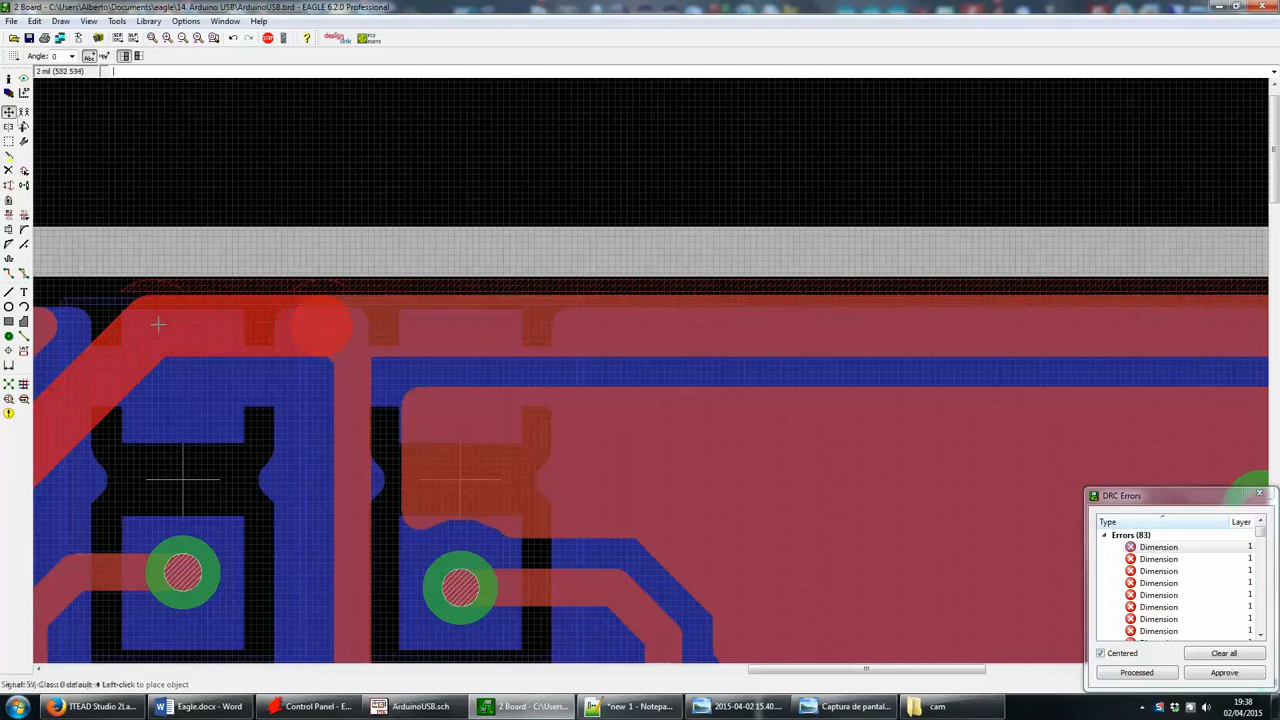 2 Board - C:\Users\Alberto\Documents\eagle\14. Arduino USB\ArduinoUSB.brd - EAGLE 6.2.0 Professional
File Edit Draw View Tools Library Options Window Help
Angle: 0
2 mil (532 534)
DRC Errors
Type Layer
Errors (83)
Dimension 1
Dimension 1
Dimension 1
Dimension 1
Dimension 1
Dimension 1
Dimension 1
Dimension 1
Centered Clear all
Processed Approve
Left-click to place object
ITEAD Studio 2La... Eagle.docx - Word Control Panel - E... ArduinoUSB.sch 2 Board - C:\Users... *new 1 - Notepa... 2015-04-02 15.40.... Captura de pantal... cam
19:38
02/04/2015